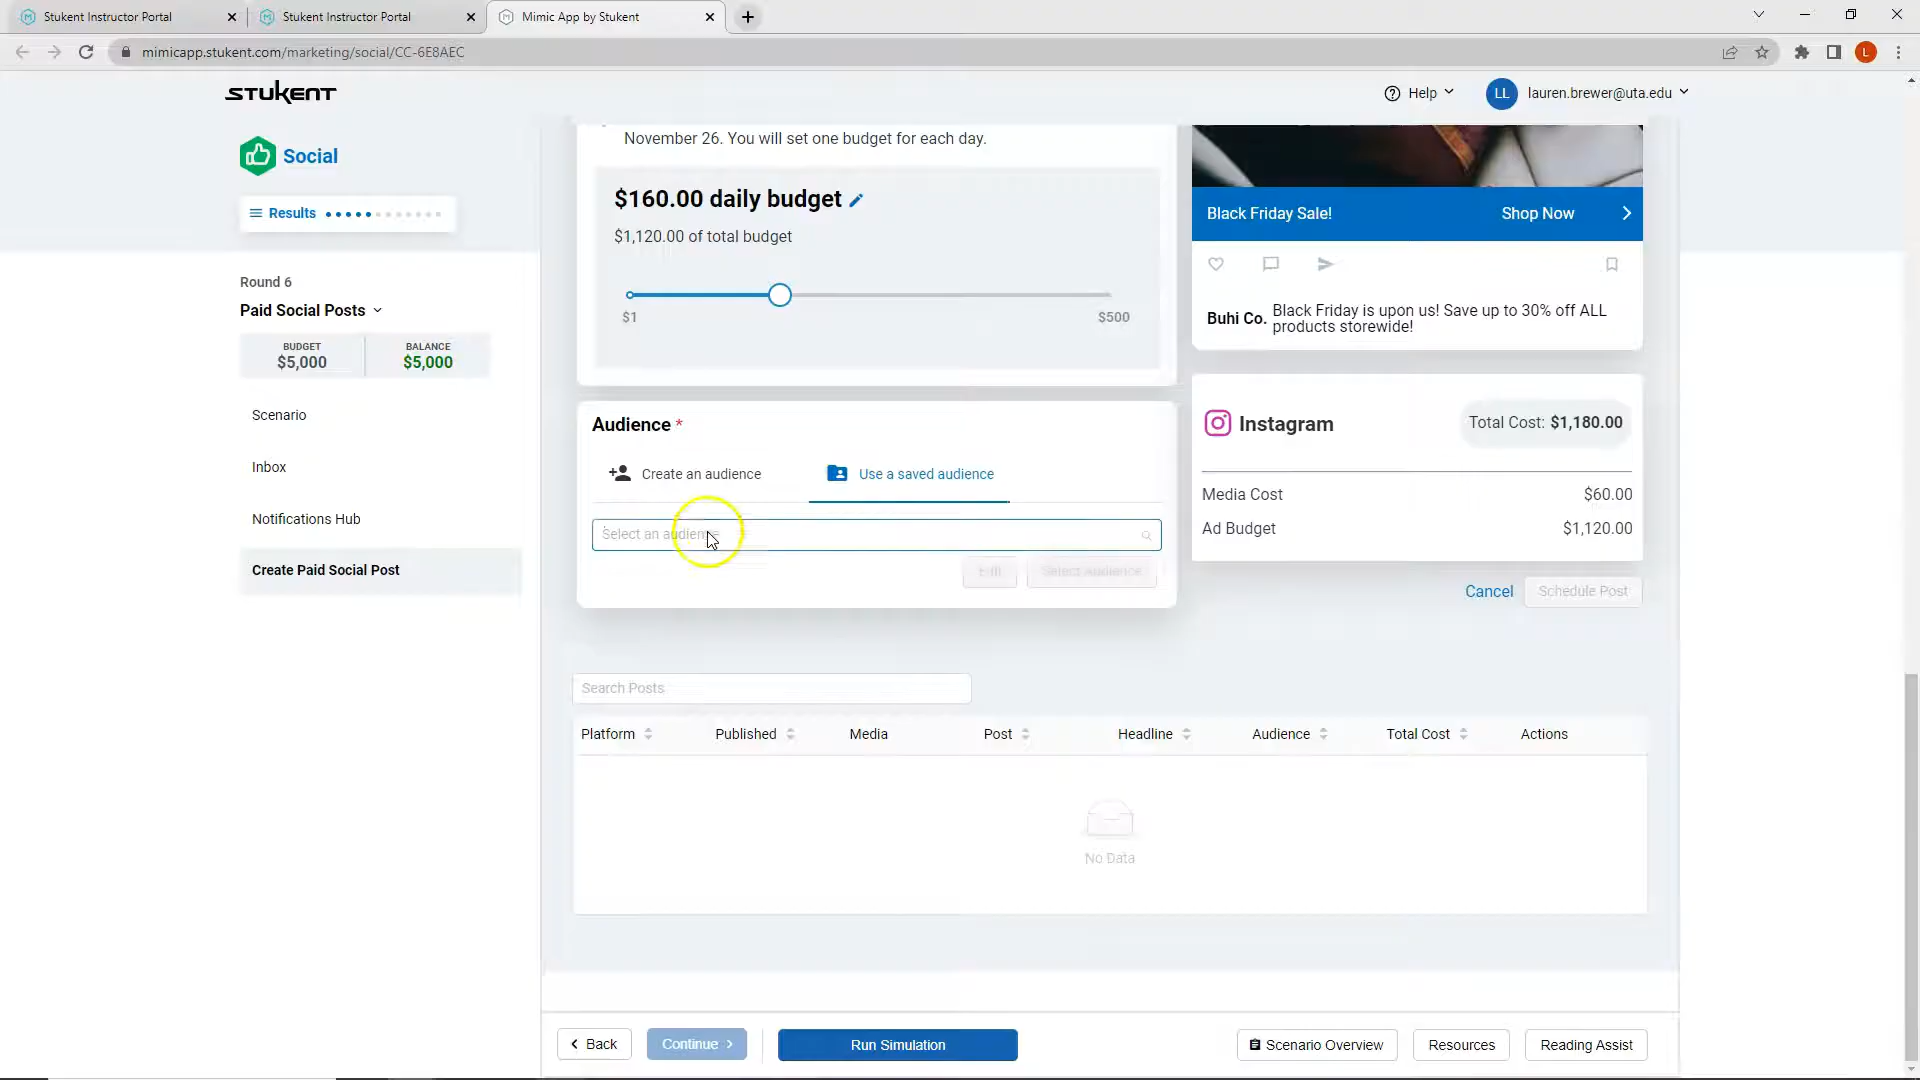 Stukent Instructor Portal
Stukent Instructor Portal
Mimic App by Stukent
mimicapp.stukent.com/marketing/social/CC-6E8AEC
L
STUKENT
Help
LL
lauren.brewer@uta.edu
Social
Results
Round 6
Paid Social Posts
BUDGET
$5,000
BALANCE
$5,000
Scenario
Inbox
Notifications Hub
Create Paid Social Post
November 26. You will set one budget for each day.
$160.00 daily budget
$1,120.00 of total budget
$1
$500
Audience *
Create an audience
Use a saved audience
Select an audience
Edit
Select Audience
Black Friday Sale!
Shop Now
Buhi Co. Black Friday is upon us! Save up to 30% off ALL
products storewide!
Instagram
Total Cost: $1,180.00
Media Cost
$60.00
Ad Budget
$1,120.00
Cancel
Schedule Post
Search Posts
Platform
Published
Media
Post
Headline
Audience
Total Cost
Actions
No Data
Back
Continue
Run Simulation
Scenario Overview
Resources
Reading Assist